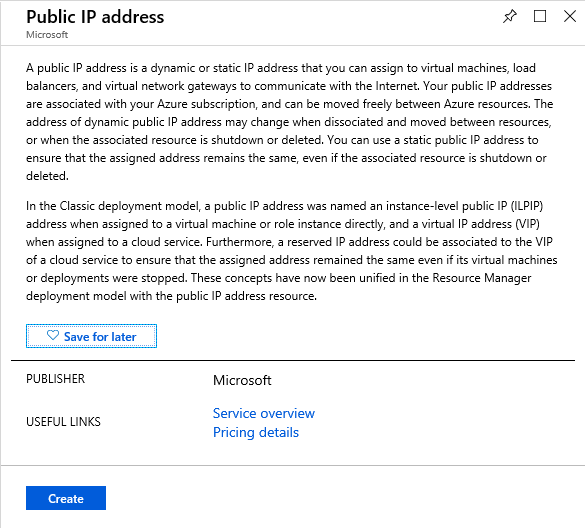 Public IP address
Microsoft
A public IP address is a dynamic or static IP address that you can assign to virtual machines, load
balancers, and virtual network gateways to communicate with the Internet. Your public IP addresses
are associated with your Azure subscription, and can be moved freely between Azure resources. The
address of dynamic public IP address may change when dissociated and moved between resources,
or when the associated resource is shutdown or deleted. You can use a static public IP address to
ensure that the assigned address remains the same, even if the associated resource is shutdown or
deleted.
In the Classic deployment model, a public IP address was named an instance-level public IP (ILPIP)
address when assigned to a virtual machine or role instance directly, and a virtual IP address (VIP)
when assigned to a cloud service. Furthermore, a reserved IP address could be associated to the VIP
of a cloud service to ensure that the assigned address remained the same even if its virtual machines
or deployments were stopped. These concepts have now been unified in the Resource Manager
deployment model with the public IP address resource.
Save for later
PUBLISHER Microsoft
USEFUL LINKS Service overview
Pricing details
Create